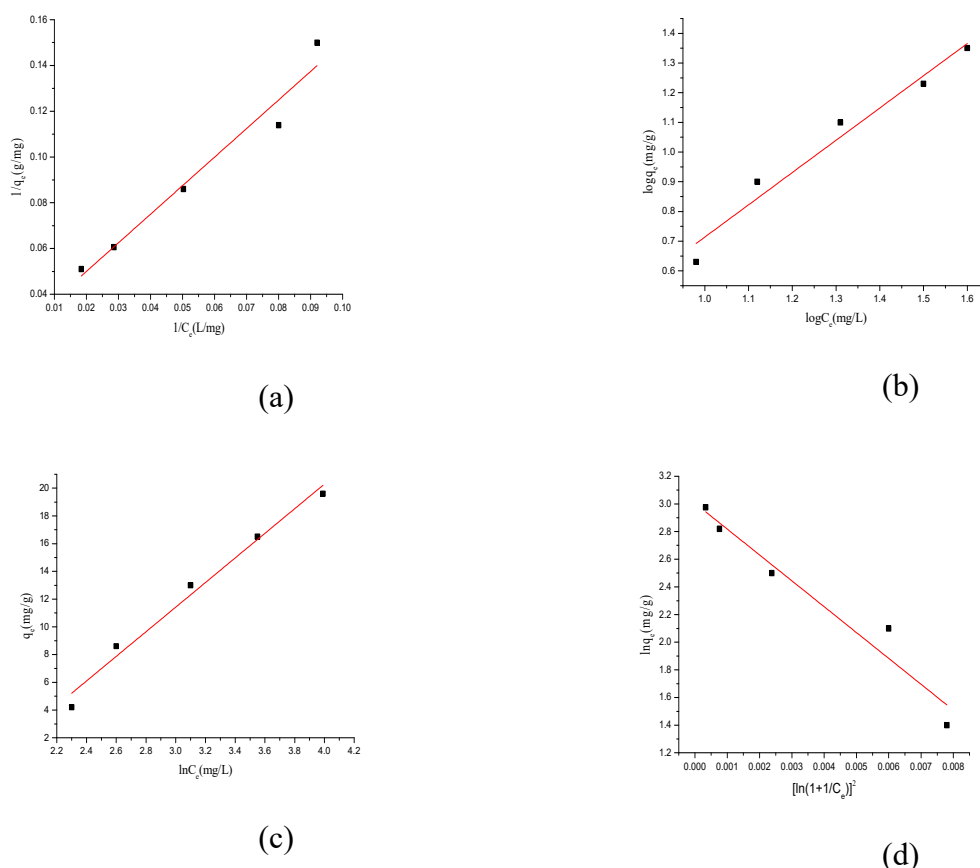 0.16
0.14
0.12
0.10
0.08
0.06
0.04
1/qe(g/mg)
0.01 0.02 0.03 0.04 0.05 0.06 0.07 0.08 0.09 0.10
1/Ce(L/mg)
(a)
1.4
1.3
1.2
1.1
1.0
0.9
0.8
0.7
0.6
logqe(mg/g)
1.0 1.1 1.2 1.3 1.4 1.5 1.6
logCe(mg/L)
(b)
20
18
16
14
12
10
8
6
4
2
qe(mg/g)
2.2 2.4 2.6 2.8 3.0 3.2 3.4 3.6 3.8 4.0 4.2
lnCe(mg/L)
(c)
3.2
3.0
2.8
2.6
2.4
2.2
2.0
1.8
1.6
1.4
1.2
lnqe(mg/g)
0.000 0.001 0.002 0.003 0.004 0.005 0.006 0.007 0.008
[ln(1+1/Ce)]2
(d)